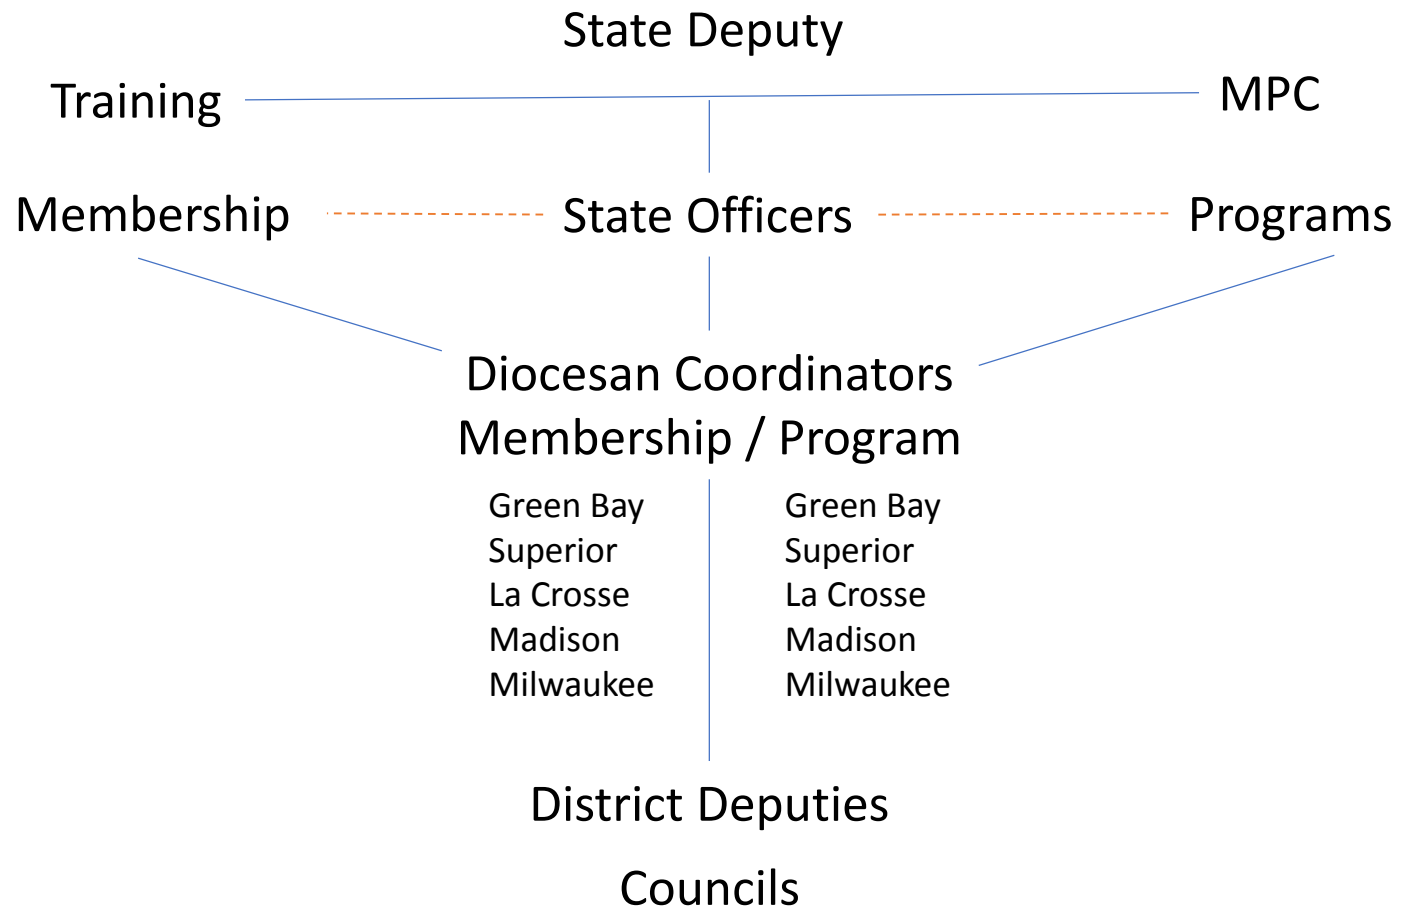 State Deputy
Training
MPC
Membership
State Officers
Programs
Diocesan Coordinators
Membership / Program
Green Bay
Superior
La Crosse
Madison
Milwaukee
Green Bay
Superior
La Crosse
Madison
Milwaukee
District Deputies
Councils